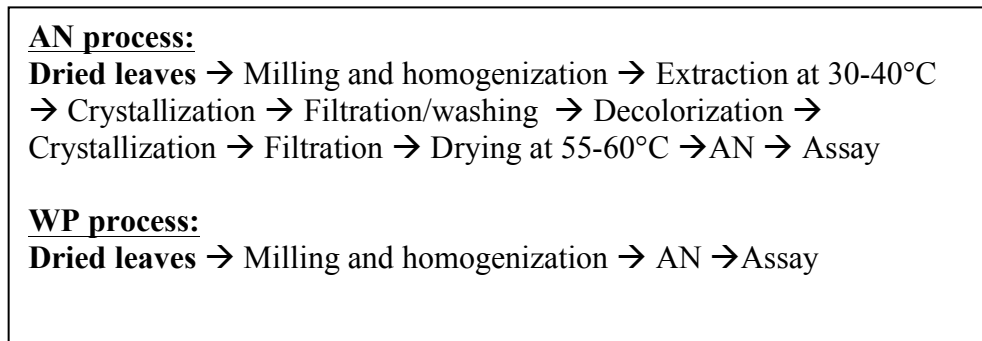 AN process:
Dried leaves → Milling and homogenization → Extraction at 30-40°C
→ Crystallization → Filtration/washing → Decolorization →
Crystallization → Filtration → Drying at 55-60°C →AN → Assay
WP process:
Dried leaves → Milling and homogenization → AN →Assay